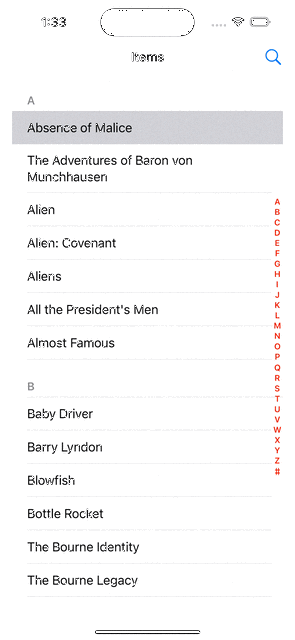 1:33
Items
A
Absence of Malice
The Adventures of Baron von
Munchhausen
Alien
Alien: Covenant
Aliens
All the President's Men
Almost Famous
B
Baby Driver
Barry Lyndon
Blowfish
Bottle Rocket
The Bourne Identity
The Bourne Legacy
A
B
C
D
E
F
G
H
I
J
K
L
M
N
O
P
Q
R
S
T
U
V
W
X
Y
Z
#